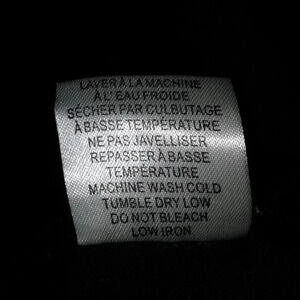 LAVER À LA MACHINE
À L'EAU FROIDE
SÉCHER PAR CULBUTAGE
À BASSE TEMPÉRATURE
NE PAS JAVELLISER
REPASSER À BASSE
TEMPÉRATURE
MACHINE WASH COLD
TUMBLE DRY LOW
DO NOT BLEACH
LOW IRON